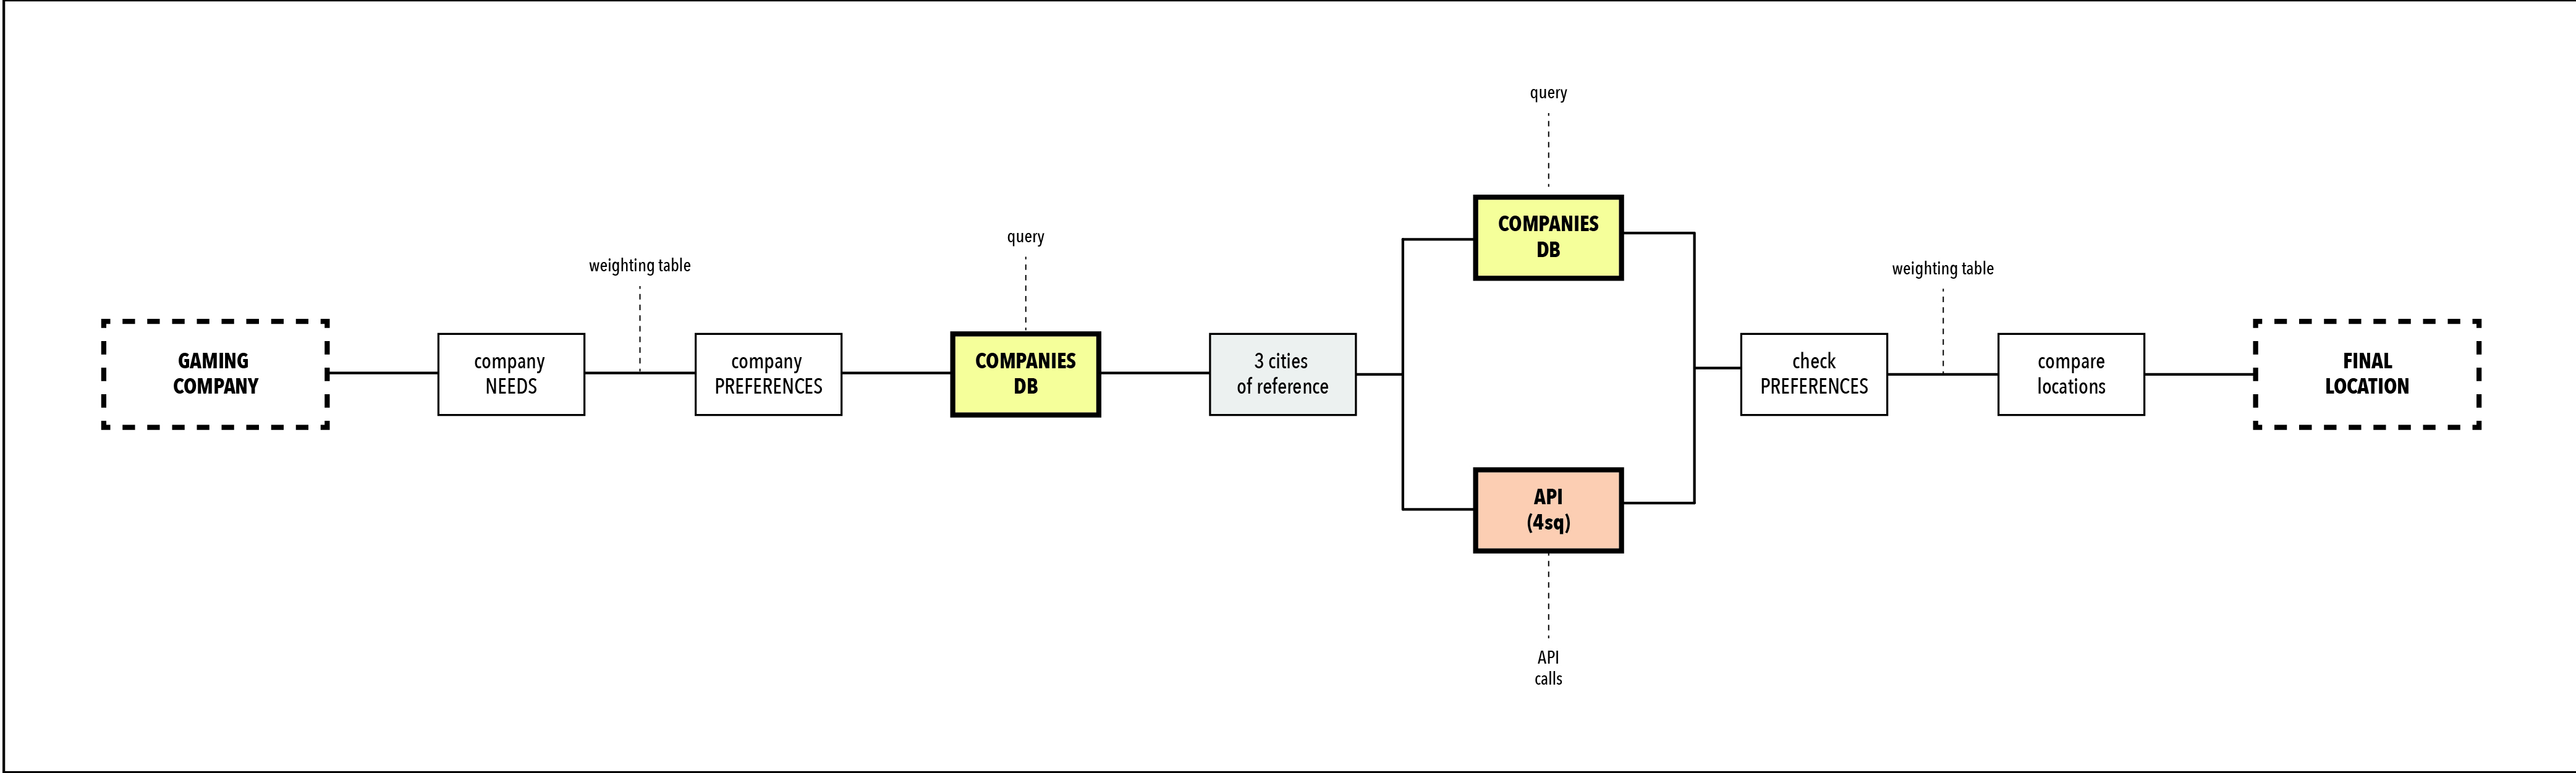 GAMING
COMPANY
company
NEEDS
weighting table
company
PREFERENCES
query
COMPANIES
DB
3 cities
of reference
query
COMPANIES
DB
API
(4sq)
API
calls
check
PREFERENCES
weighting table
compare
locations
FINAL
LOCATION